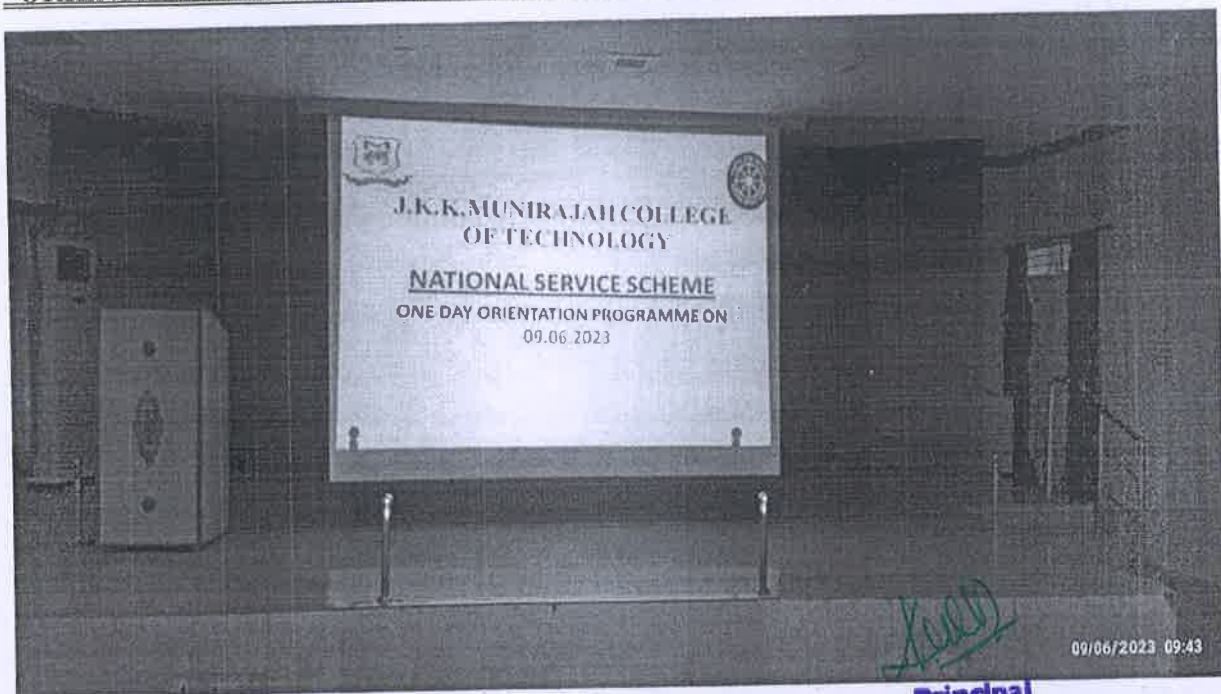 J.K.K. MUNIRAJAH COLLEGE
OF TECHNOLOGY
NATIONAL SERVICE SCHEME
ONE DAY ORIENTATION PROGRAMME ON
09.06.2023
09/06/2023 09:43
Principal